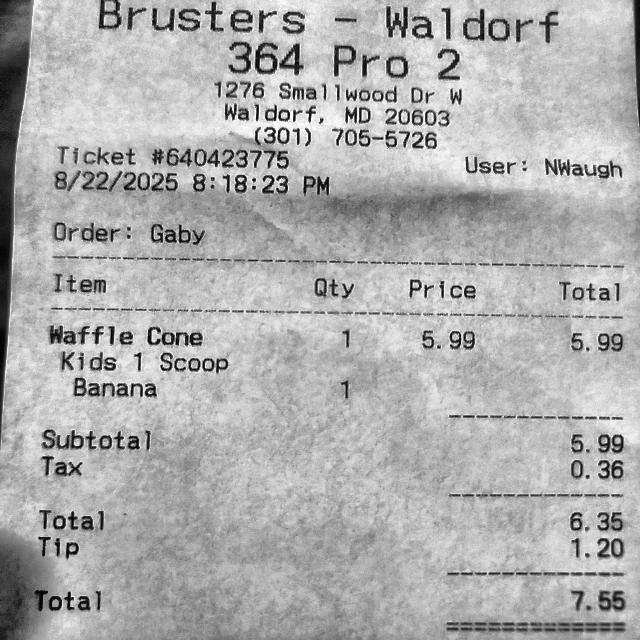 Brusters - Waldorf
364 Pro 2
1276 Smallwood Dr W
Waldorf, MD 20603
(301) 705-5726
Ticket #640423775 User: NWaugh
8/22/2025 8:18:23 PM
Order: Gaby
Item Qty Price Total
Waffle Cone 1 5.99 5.99
Kids 1 Scoop
Banana 1
Subtotal 5.99
Tax 0.36
Total 6.35
Tip 1.20
Total 7.55